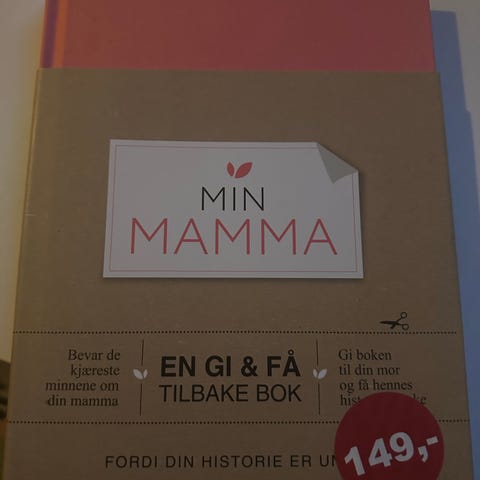 MIN
MAMMA
Bevar de
kjæreste
minnene om
din mamma
EN GI & FÅ
TILBAKE BOK
Gi boken
til din mor
og få hennes
FORDI DIN HISTORIE ER
149,-